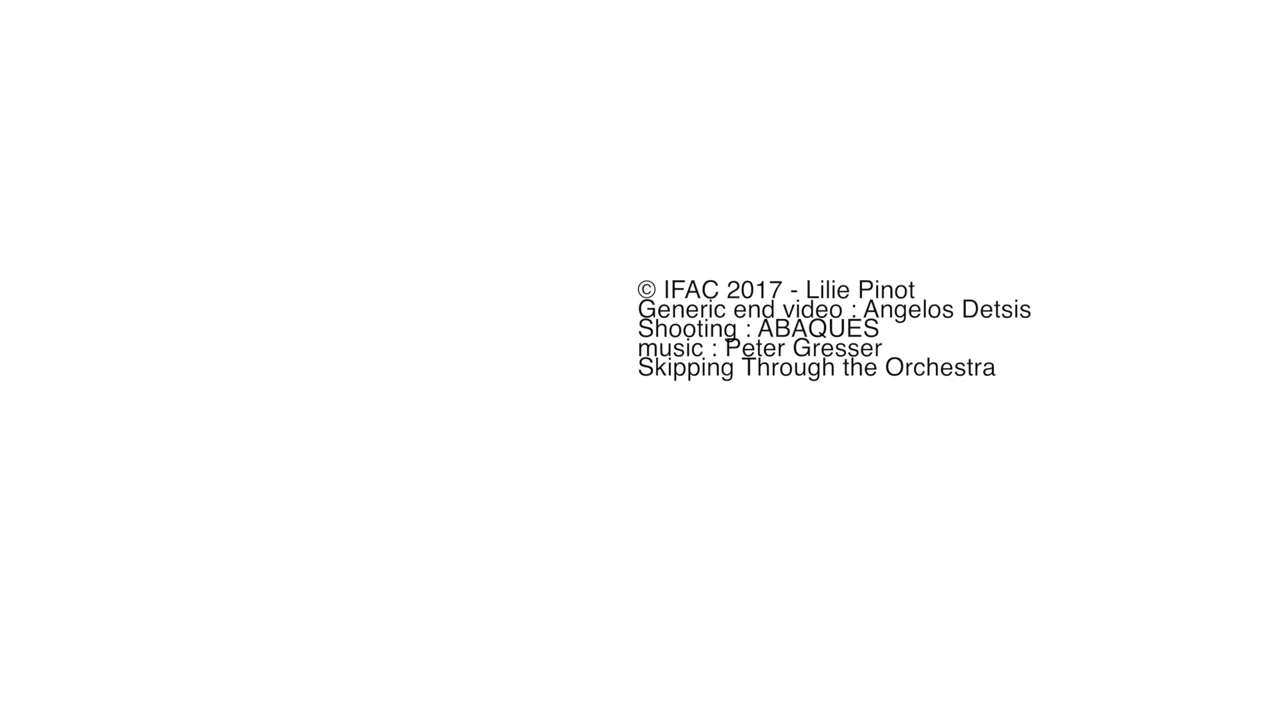 © IFAC 2017 - Lilie Pinot
Generic end video : Angelos Detsis
Shooting : ABAQUES
music : Peter Gresser
Skipping Through the Orchestra